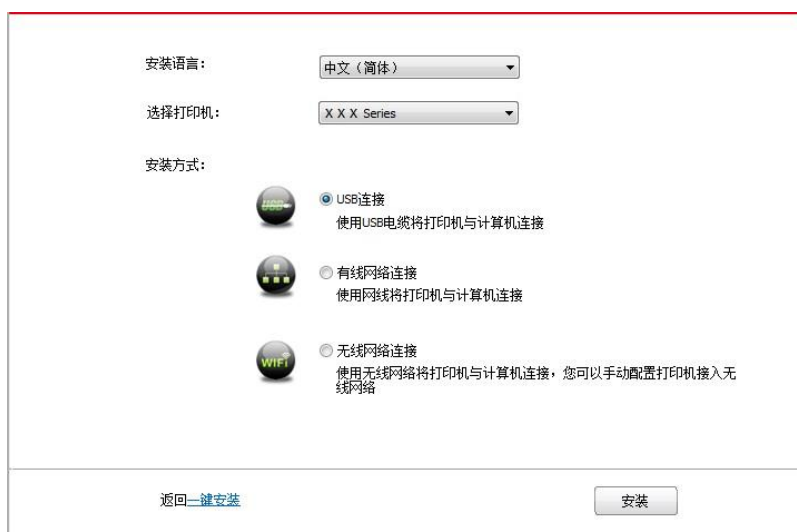 安装语言：
中文（简体）
选择打印机：
X X X Series
安装方式：
USB
USB连接
使用USB电缆将打印机与计算机连接
有线网络连接
使用网线将打印机与计算机连接
WiFi
无线网络连接
使用无线网络将打印机与计算机连接，您可以手动配置打印机接入无
线网络
返回一键安装
安装